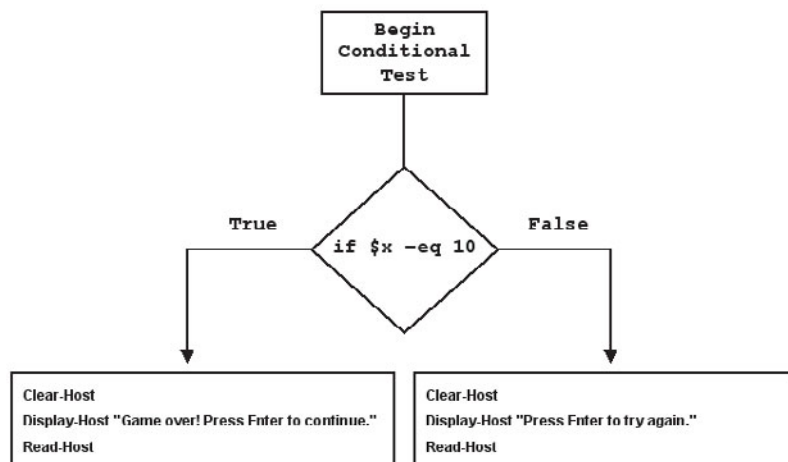 Begin
Conditional
Test
True
if $x -eq 10
False
Clear-Host
Display-Host "Game over! Press Enter to continue."
Read-Host
Clear-Host
Display-Host "Press Enter to try again."
Read-Host